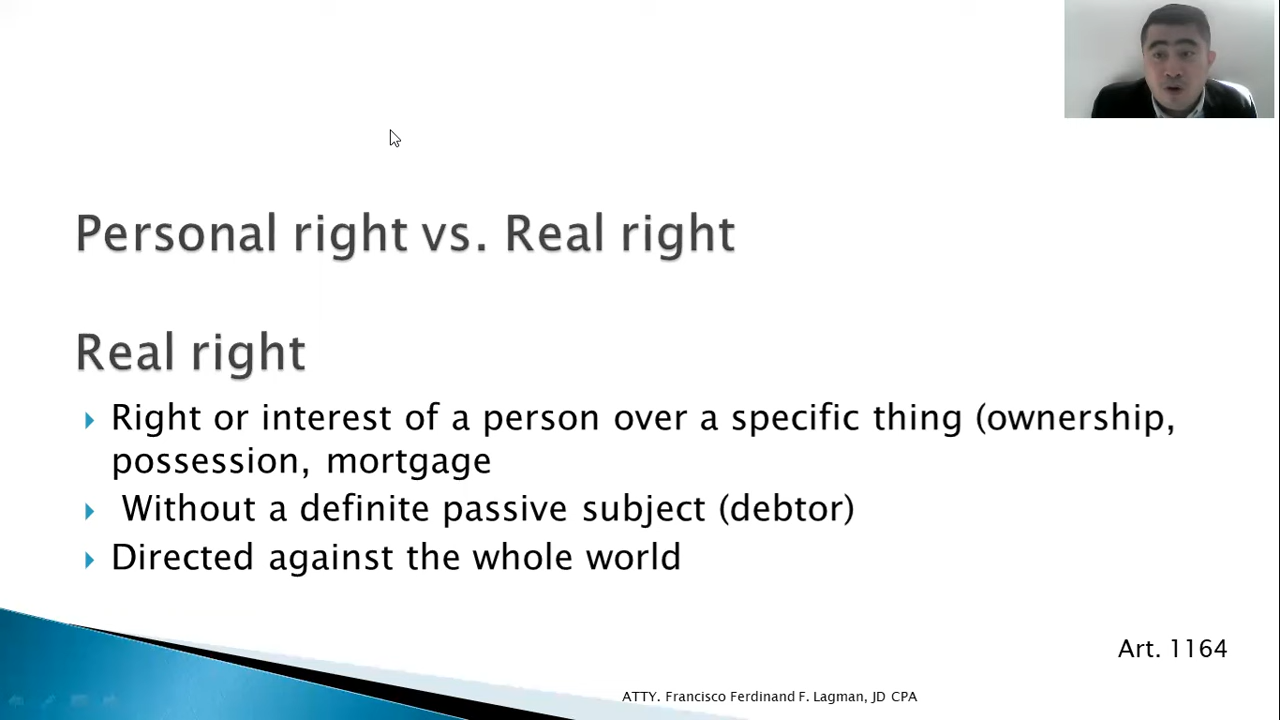 Personal right vs. Real right
Real right
Right or interest of a person over a specific thing (ownership,
possession, mortgage
Without a definite passive subject (debtor)
Directed against the whole world
Art. 1164
ATTY. Francisco Ferdinand F. Lagman, JD CPA